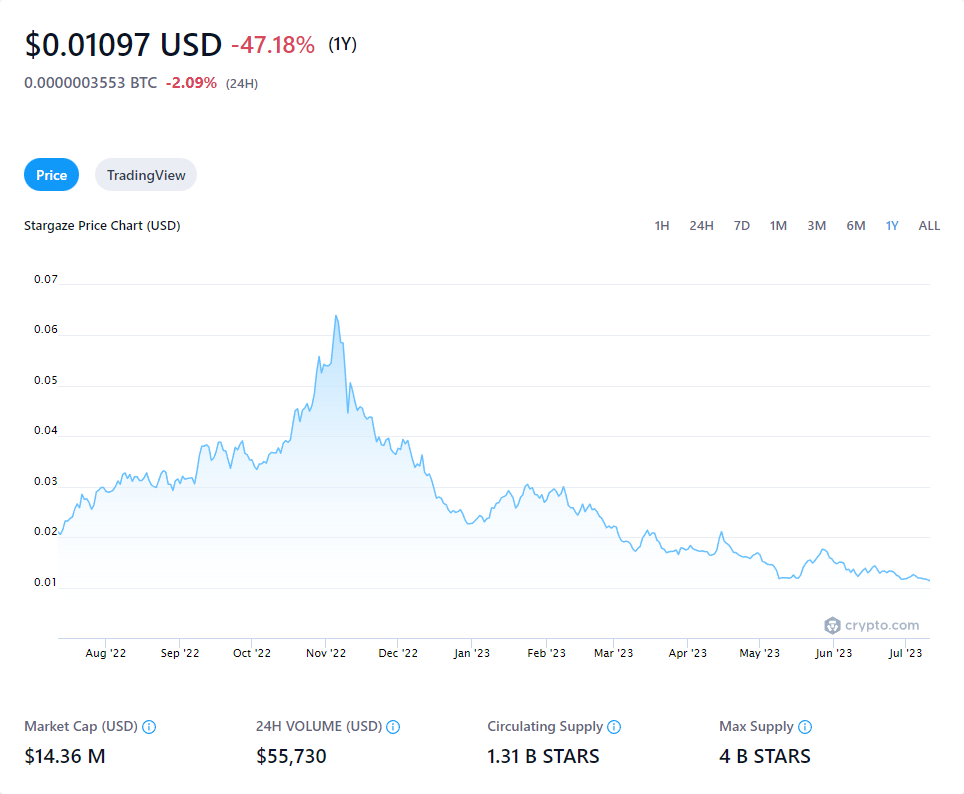 $0.01097 USD -47.18% (1Y)
0.0000003553 BTC -2.09% (24H)
Price TradingView
Stargaze Price Chart (USD)
1H 24H 7D 1M 3M 6M 1Y ALL
0.07
0.06
0.05
0.04
0.03
0.02
0.01
crypto.com
Aug '22 Sep '22 Oct '22 Nov '22 Dec '22 Jan '23 Feb '23 Mar '23 Apr '23 May '23 Jun '23 Jul '23
Market Cap (USD) 24H VOLUME (USD) Circulating Supply Max Supply
$14.36 M $55,730 1.31 B STARS 4 B STARS